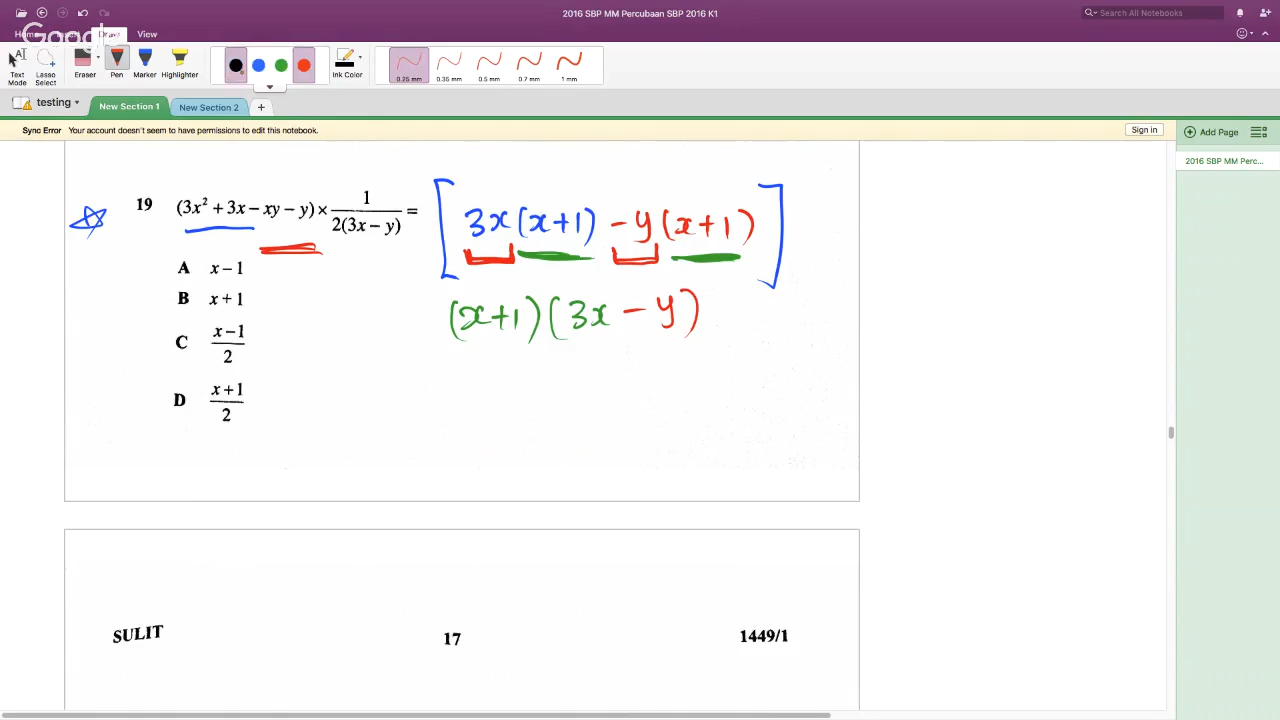 2016 SBP MM Percubaan SBP 2016 K1
Search All Notebooks
Google
Home Insert Draw View
Text Mode
Lasso Select
Eraser
Pen
Marker
Highlighter
Ink Color
0.25 mm
0.35 mm
0.5 mm
0.7 mm
1 mm
testing
New Section 1
New Section 2
+
Sync Error Your account doesn't seem to have permissions to edit this notebook.
Sign in
Add Page
2016 SBP MM Perc...
19 (3x² + 3x − xy − y) × 1/2(3x − y) =
[3x(x+1) −y(x+1)]
(x+1)(3x − y)
A x − 1
B x + 1
C x − 1/2
D x + 1/2
SULIT 17 1449/1